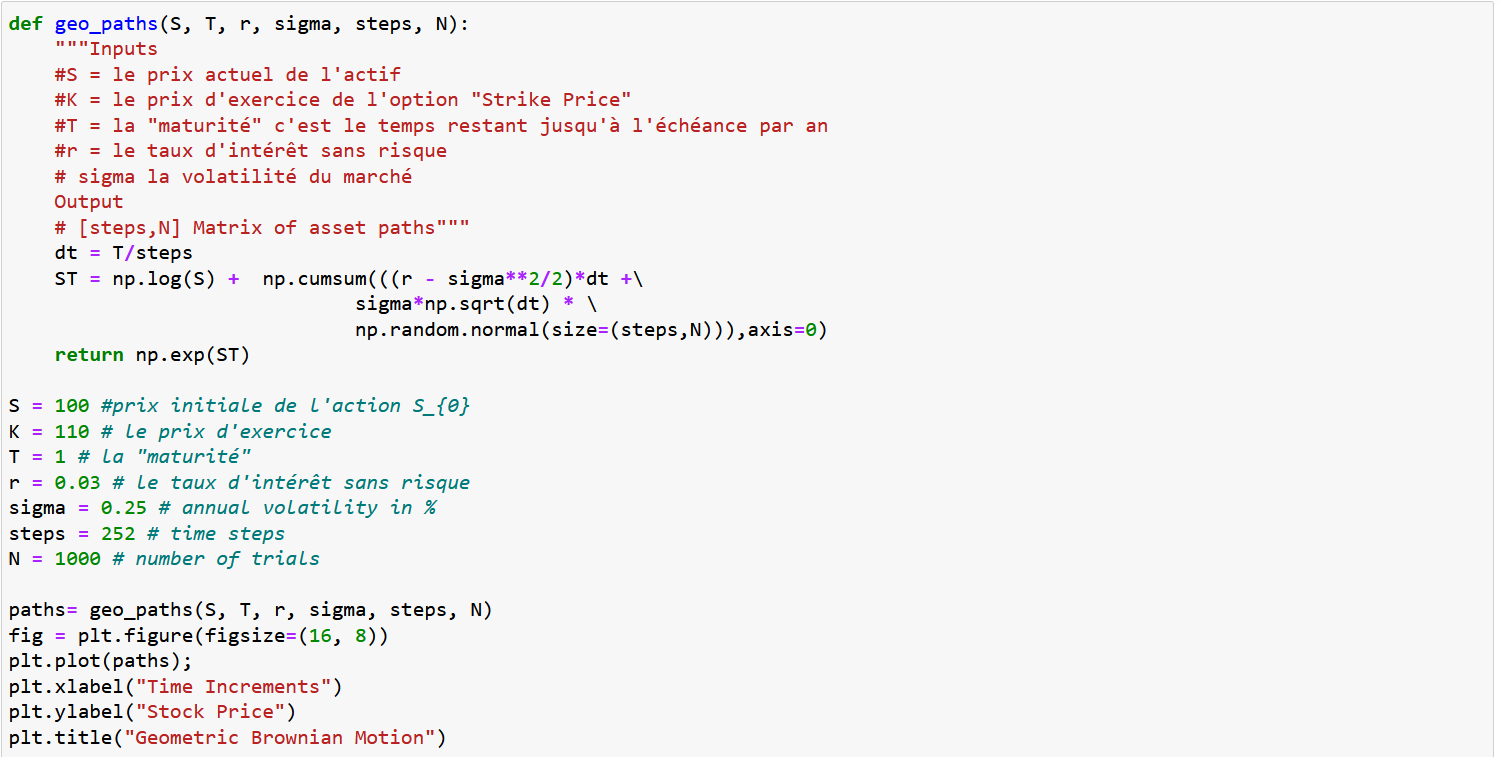 def geo_paths(S, T, r, sigma, steps, N):
    """Inputs
    #S = le prix actuel de l'actif
    #K = le prix d'exercice de l'option "Strike Price"
    #T = la "maturité" c'est le temps restant jusqu'à l'échéance par an
    #r = le taux d'intérêt sans risque
    # sigma la volatilité du marché
    Output
    # [steps,N] Matrix of asset paths"""
    dt = T/steps
    ST = np.log(S) +  np.cumsum(((r - sigma**2/2)*dt +\
                              sigma*np.sqrt(dt) * \
                              np.random.normal(size=(steps,N))),axis=0)
    return np.exp(ST)

S = 100 #prix initiale de l'action S_{0}
K = 110 # le prix d'exercice
T = 1 # la "maturité"
r = 0.03 # le taux d'intérêt sans risque
sigma = 0.25 # annual volatility in %
steps = 252 # time steps
N = 1000 # number of trials

paths= geo_paths(S, T, r, sigma, steps, N)
fig = plt.figure(figsize=(16, 8))
plt.plot(paths);
plt.xlabel("Time Increments")
plt.ylabel("Stock Price")
plt.title("Geometric Brownian Motion")